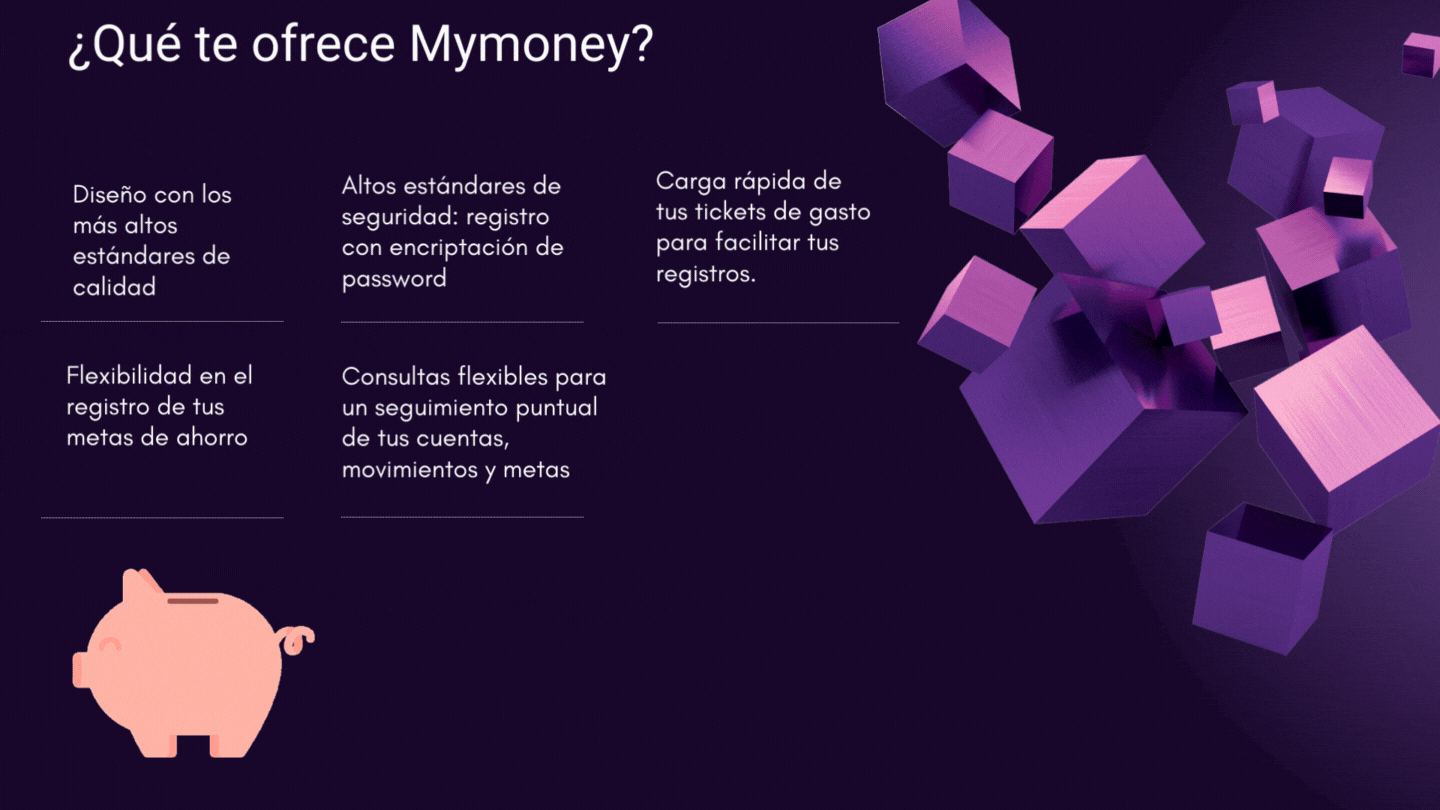 ¿Qué te ofrece Mymoney?
Diseño con los
más altos
estándares de
calidad
Altos estándares de
seguridad: registro
con encriptación de
password
Carga rápida de
tus tickets de gasto
para facilitar tus
registros.
Flexibilidad en el
registro de tus
metas de ahorro
Consultas flexibles para
un seguimiento puntual
de tus cuentas,
movimientos y metas